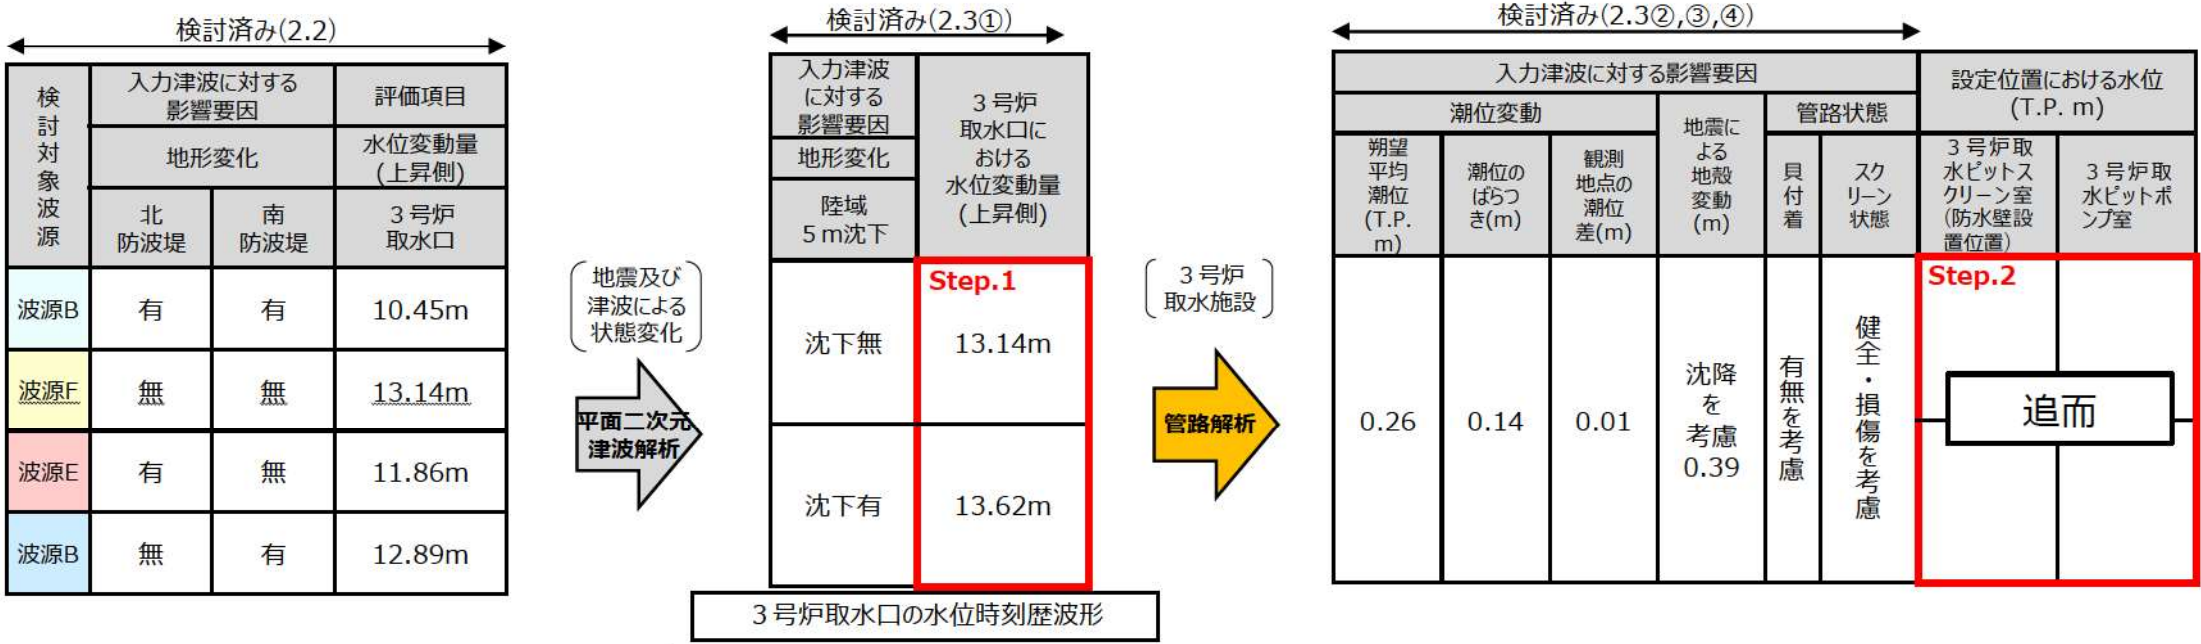 検討済み(2.2)
検討対象波源
入力津波に対する
影響要因
評価項目
地形変化
水位変動量
(上昇側)
北
防波堤
南
防波堤
３号炉
取水口
波源B
有
有
10.45m
波源F
無
無
13.14m
波源E
有
無
11.86m
波源B
無
有
12.89m
地震及び
津波による
状態変化
平面二次元
津波解析
検討済み(2.3①)
入力津波
に対する
影響要因
地形変化
陸域
５ｍ沈下
３号炉
取水口に
おける
水位変動量
(上昇側)
Step.1
沈下無
13.14m
沈下有
13.62m
３号炉取水口の水位時刻歴波形
３号炉
取水施設
管路解析
検討済み(2.3②,③,④)
入力津波に対する影響要因
設定位置における水位
(T.P. m)
潮位変動
地震に
よる
地殻
変動
(m)
管路状態
朔望
平均
潮位
(T.P.
m)
潮位の
ばらつ
き(m)
観測
地点の
潮位
差(m)
貝付着
スク
リーン
状態
３号炉取
水ピットス
クリーン室
(防水壁設
置位置)
３号炉取
水ピットポ
ンプ室
0.26
0.14
0.01
沈降
を
考慮
0.39
有無を考慮
健全・損傷を考慮
Step.2
追而